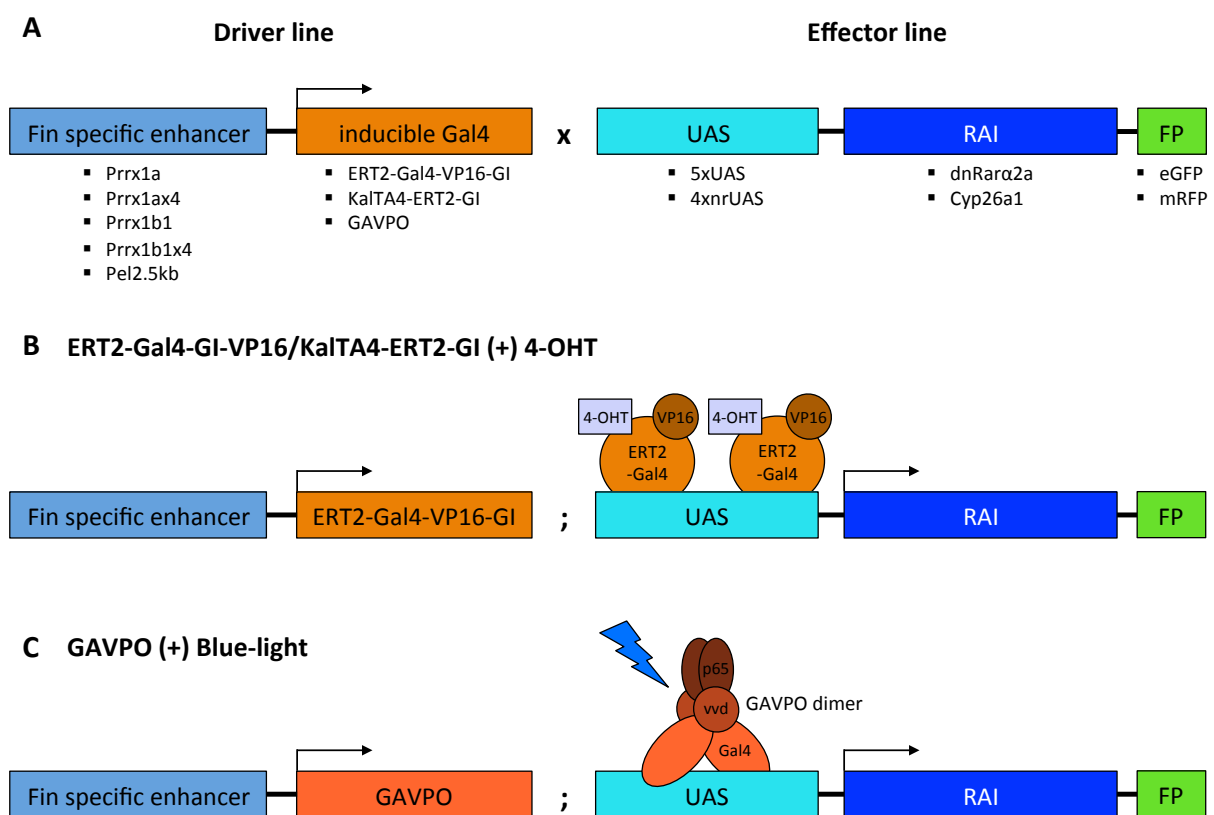 A Driver line Effector line
Fin specific enhancer inducible Gal4 x UAS RAI FP
▪ Prrx1a ▪ ERT2-Gal4-VP16-GI ▪ 5xUAS ▪ dnRarα2a ▪ eGFP
▪ Prrx1ax4 ▪ KalTA4-ERT2-GI ▪ 4xnrUAS ▪ Cyp26a1 ▪ mRFP
▪ Prrx1b1 ▪ GAVPO
▪ Prrx1b1x4
▪ Pel2.5kb
B ERT2-Gal4-GI-VP16/KalTA4-ERT2-GI (+) 4-OHT
4-OHT VP16 4-OHT VP16
ERT2 ERT2
-Gal4 -Gal4
Fin specific enhancer ERT2-Gal4-VP16-GI ; UAS RAI FP
C GAVPO (+) Blue-light
p65
vvd GAVPO dimer
Gal4
Fin specific enhancer GAVPO ; UAS RAI FP